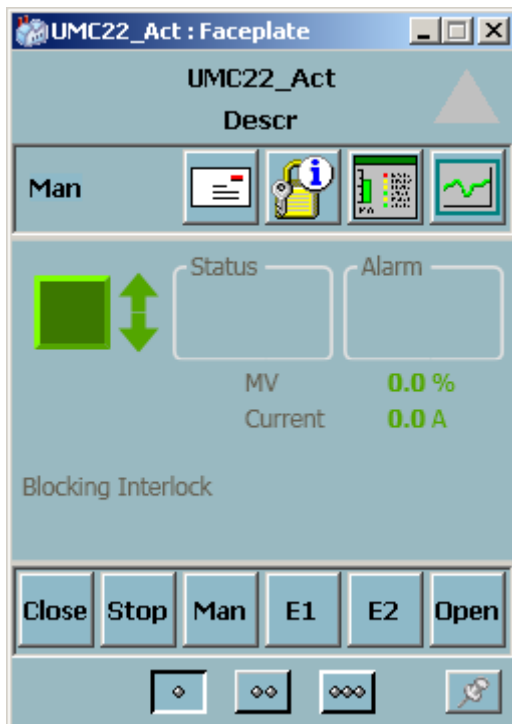 UMC22_Act : Faceplate
UMC22_Act
Descr
Man
Status
Alarm
MV 0.0 %
Current 0.0 A
Blocking Interlock
Close Stop Man E1 E2 Open